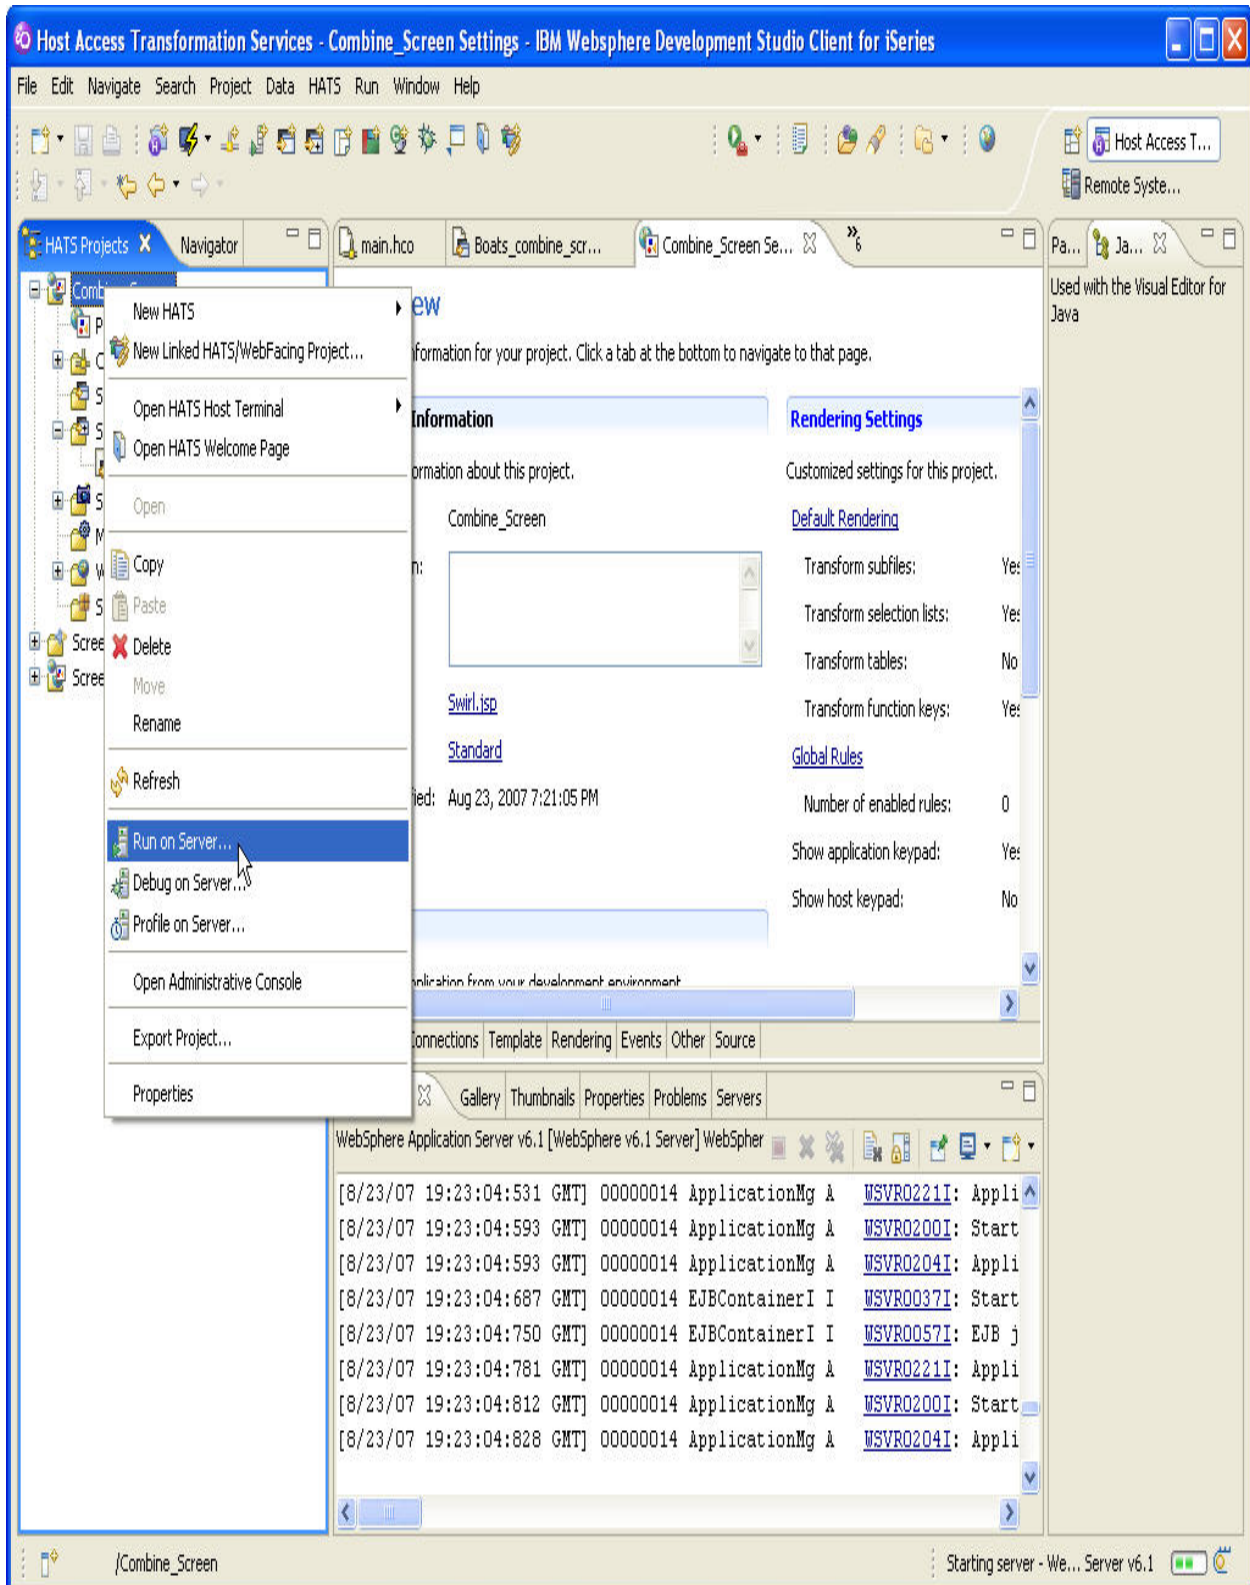 Host Access Transformation Services - Combine_Screen Settings - IBM Websphere Development Studio Client for iSeries
File Edit Navigate Search Project Data HATS Run Window Help
Host Access T...
Remote Syste...
HATS Projects
Navigator
main.hco
Boats_combine_scr...
Combine_Screen Se...
»6
Pa...
Ja...
Used with the Visual Editor for
Java
New HATS
New Linked HATS/WebFacing Project...
Open HATS Host Terminal
Open HATS Welcome Page
Open
Copy
Paste
Delete
Move
Rename
Refresh
Run on Server...
Debug on Server...
Profile on Server...
Open Administrative Console
Export Project...
Properties
P
C
S
S
S
M
W
S
Scree
Scree
ew
formation for your project. Click a tab at the bottom to navigate to that page.
Information
ormation about this project.
Combine_Screen
n:
Swirl.jsp
Standard
ied: Aug 23, 2007 7:21:05 PM
Rendering Settings
Customized settings for this project.
Default Rendering
Transform subfiles: Yes
Transform selection lists: Yes
Transform tables: No
Transform function keys: Yes
Global Rules
Number of enabled rules: 0
Show application keypad: Yes
Show host keypad: No
plication from your development environment
onnections Template Rendering Events Other Source
Gallery Thumbnails Properties Problems Servers
WebSphere Application Server v6.1 [WebSphere v6.1 Server] WebSpher
[8/23/07 19:23:04:531 GMT] 00000014 ApplicationMg A WSVR0221I: Appli
[8/23/07 19:23:04:593 GMT] 00000014 ApplicationMg A WSVR0200I: Start
[8/23/07 19:23:04:593 GMT] 00000014 ApplicationMg A WSVR0204I: Appli
[8/23/07 19:23:04:687 GMT] 00000014 EJBContainerI I WSVR0037I: Start
[8/23/07 19:23:04:750 GMT] 00000014 EJBContainerI I WSVR0057I: EJB j
[8/23/07 19:23:04:781 GMT] 00000014 ApplicationMg A WSVR0221I: Appli
[8/23/07 19:23:04:812 GMT] 00000014 ApplicationMg A WSVR0200I: Start
[8/23/07 19:23:04:828 GMT] 00000014 ApplicationMg A WSVR0204I: Appli
/Combine_Screen
Starting server - We... Server v6.1